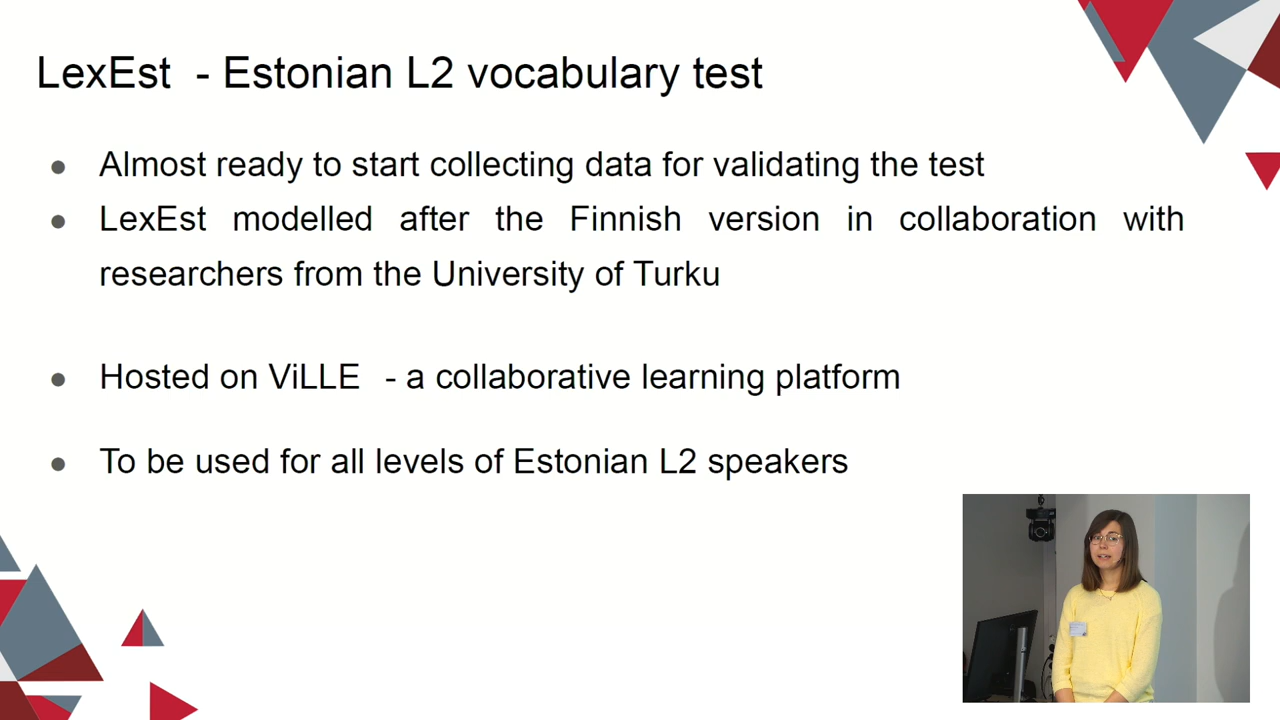 LexEst - Estonian L2 vocabulary test
● Almost ready to start collecting data for validating the test
● LexEst modelled after the Finnish version in collaboration with
researchers from the University of Turku
● Hosted on ViLLE - a collaborative learning platform
● To be used for all levels of Estonian L2 speakers